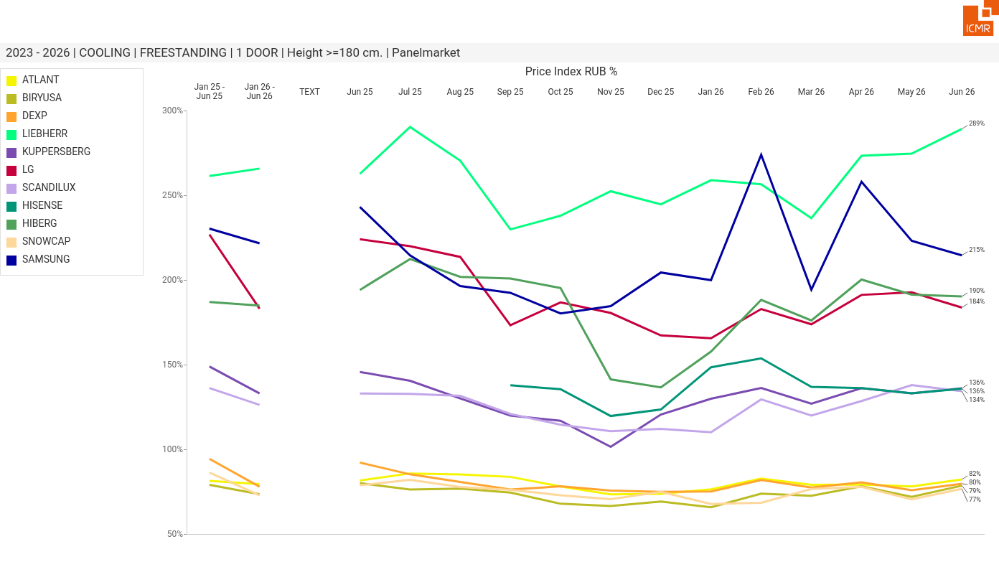 ICMR
2023 - 2026 | COOLING | FREESTANDING | 1 DOOR | Height >=180 cm. | Panelmarket
Price Index RUB %
ATLANT
BIRYUSA
DEXP
LIEBHERR
KUPPERSBERG
LG
SCANDILUX
HISENSE
HIBERG
SNOWCAP
SAMSUNG
Jan 25 -
Jun 25
Jan 26 -
Jun 26
TEXT
Jun 25
Jul 25
Aug 25
Sep 25
Oct 25
Nov 25
Dec 25
Jan 26
Feb 26
Mar 26
Apr 26
May 26
Jun 26
300%
250%
200%
150%
100%
50%
289%
215%
190%
184%
136%
136%
134%
82%
80%
79%
77%